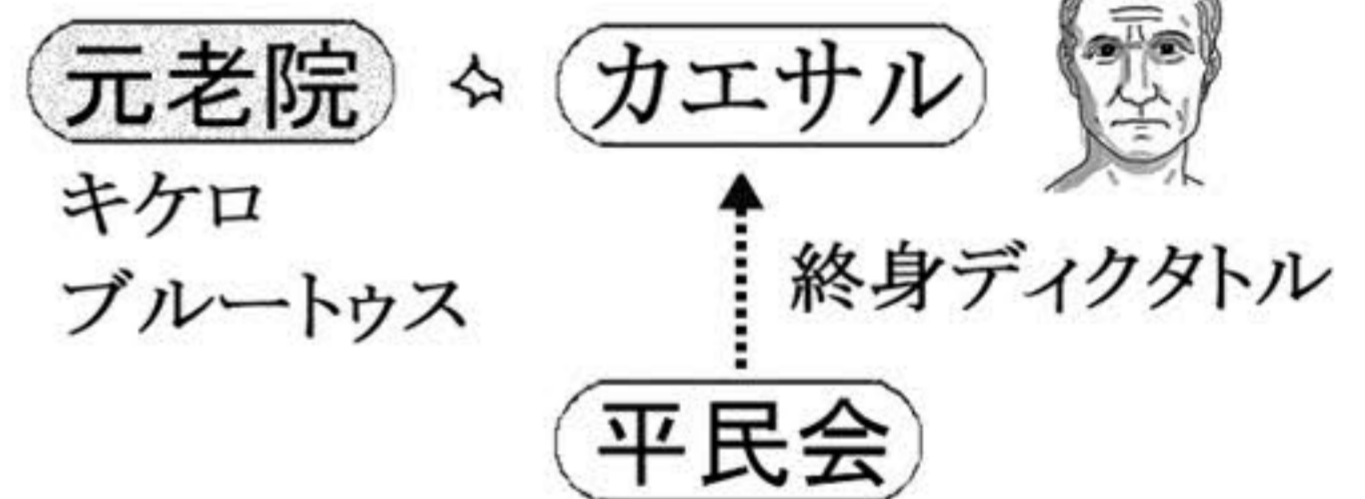 元老院 カエサル
キケロ
ブルートゥス
終身ディクタトル
平民会